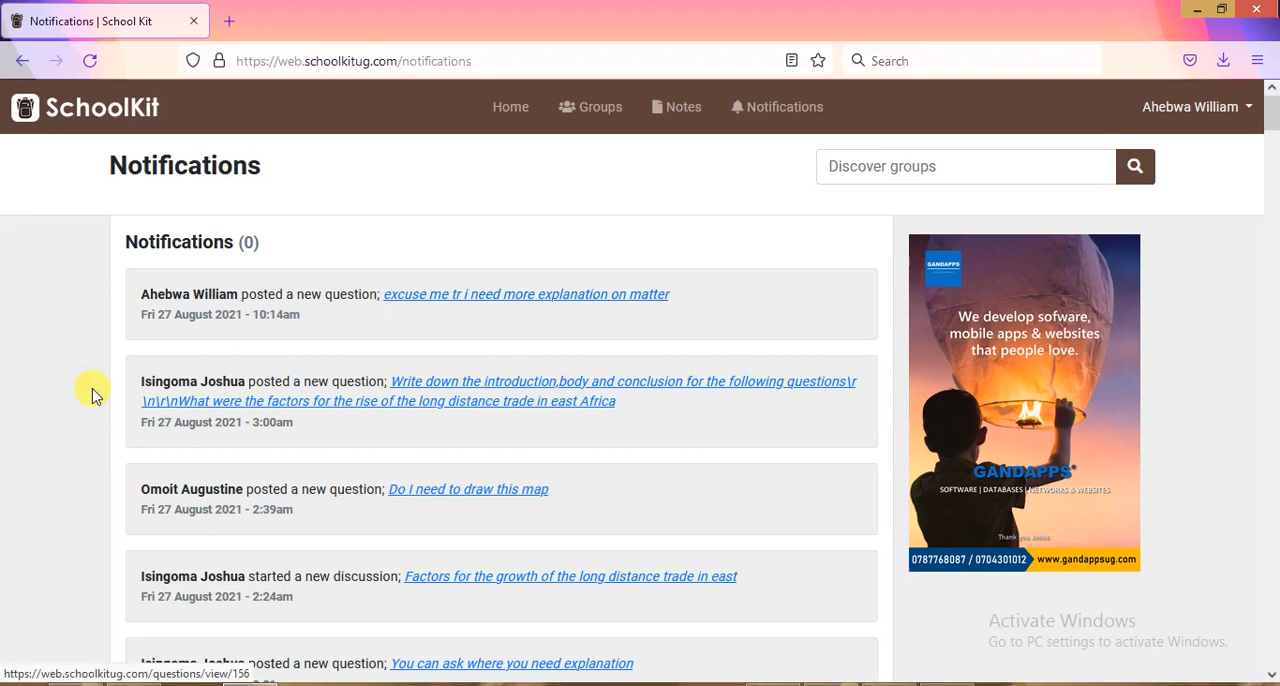 Notifications | School Kit
https://web.schoolkitug.com/notifications
Search
SchoolKit
Home
Groups
Notes
Notifications
Ahebwa William
Notifications
Discover groups
Notifications (0)
Ahebwa William posted a new question; excuse me tr i need more explanation on matter
Fri 27 August 2021 - 10:14am
Isingoma Joshua posted a new question; Write down the introduction,body and conclusion for the following questions\r
\n\r\nWhat were the factors for the rise of the long distance trade in east Africa
Fri 27 August 2021 - 3:00am
Omoit Augustine posted a new question; Do I need to draw this map
Fri 27 August 2021 - 2:39am
Isingoma Joshua started a new discussion; Factors for the growth of the long distance trade in east
Fri 27 August 2021 - 2:24am
Isingoma Joshua posted a new question; You can ask where you need explanation
GANDAPPS
We develop sofware,
mobile apps & websites
that people love.
GANDAPPS
SOFTWARE | DATABASES | NETWORKS & WEBSITES
Thank you Jesus.
0787768087 / 0704301012
www.gandappsug.com
Activate Windows
Go to PC settings to activate Windows.
https://web.schoolkitug.com/questions/view/156